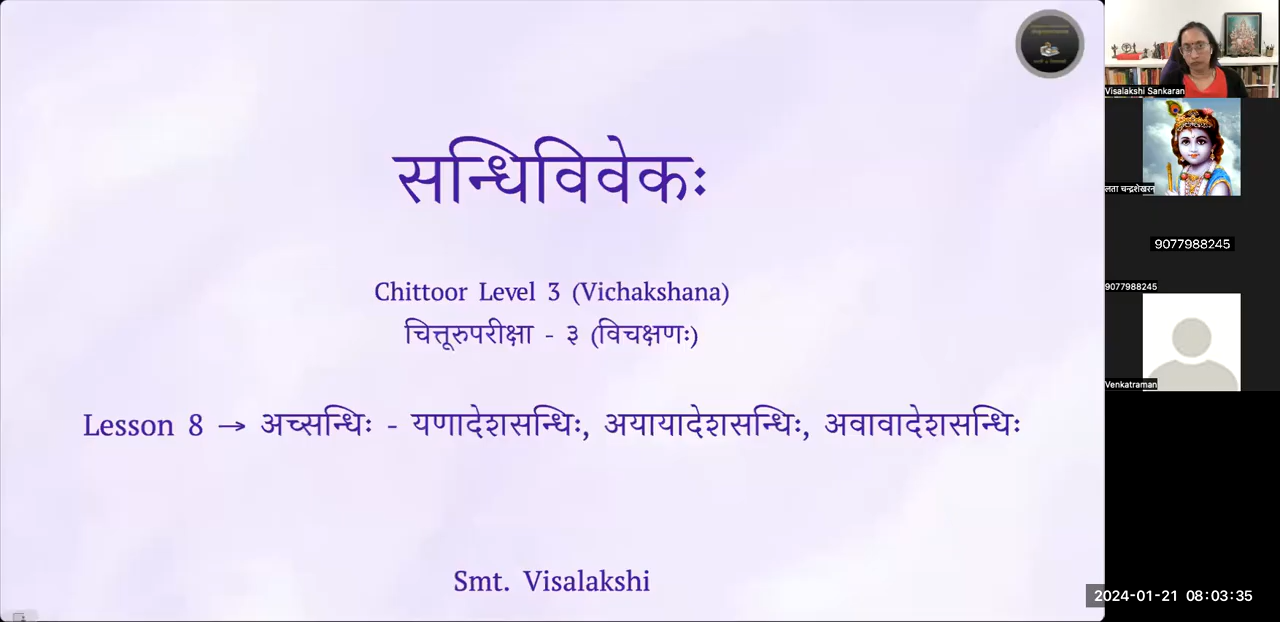 सन्धिविवेकः
Chittoor Level 3 (Vichakshana)
चित्तूरुपरीक्षा - ३ (विचक्षणः)
Lesson 8 → अच्सन्धिः - यणादेशसन्धिः, अयायादेशसन्धिः, अवावादेशसन्धिः
Smt. Visalakshi
Visalakshi Sankaran
लता चन्द्रशेखरन
9077988245
9077988245
Venkatraman
2024-01-21 08:03:35